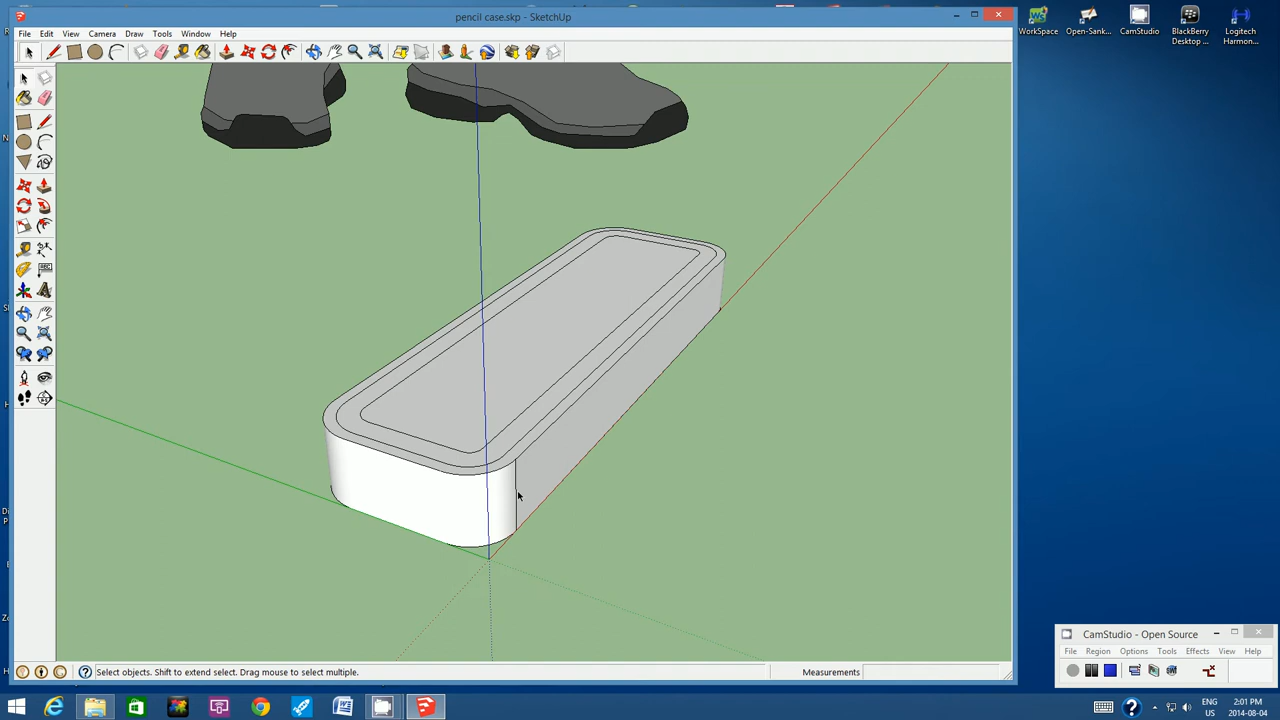 pencil case.skp - SketchUp
File Edit View Camera Draw Tools Window Help
WorkSpace
Open-Sank...
CamStudio
BlackBerry
Desktop ...
Logitech
Harmon...
CamStudio - Open Source
File Region Options Tools Effects View Help
Select objects. Shift to extend select. Drag mouse to select multiple.
Measurements
ENG
US
2:01 PM
2014-08-04